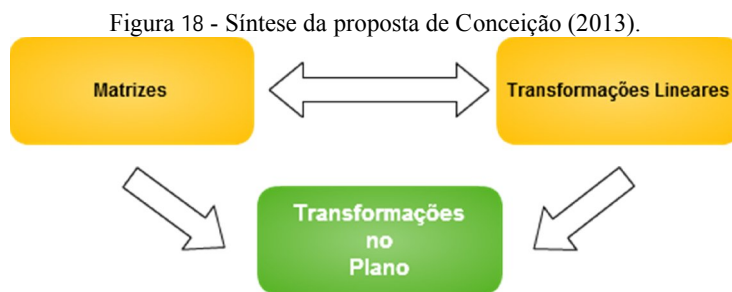 Figura 18 - Síntese da proposta de Conceição (2013).
Matrizes
Transformações Lineares
Transformações
no
Plano